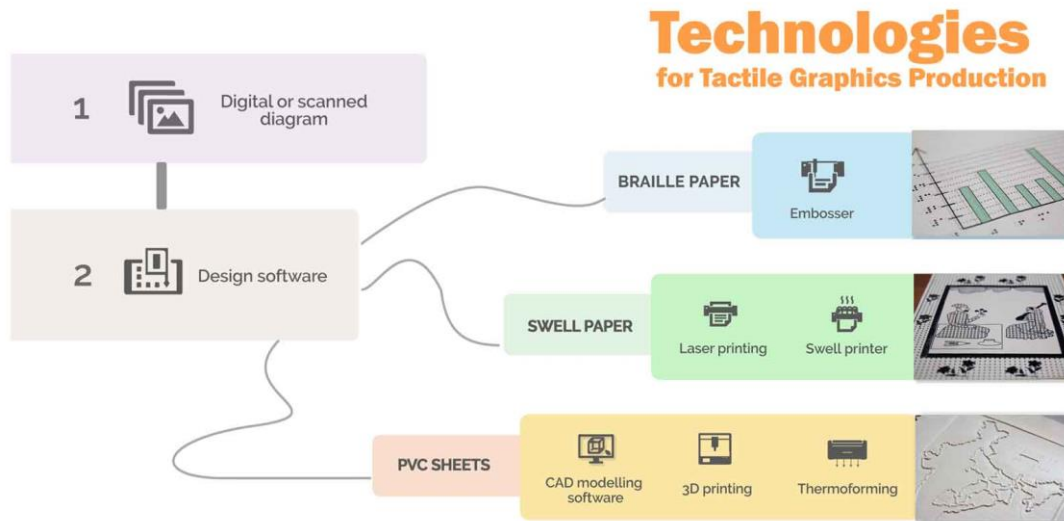 Technologies
for Tactile Graphics Production
1
Digital or scanned
diagram
2
Design software
BRAILLE PAPER
Embosser
SWELL PAPER
Laser printing
Swell printer
PVC SHEETS
CAD modelling
software
3D printing
Thermoforming